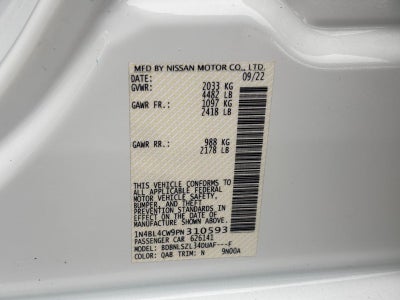 MFD BY NISSAN MOTOR CO., LTD.
DATE: 09/22
GVWR: 2033 KG
4482 LB
GAWR FR.: 1097 KG
2418 LB
GAWR RR: 988 KG
2178 LB
THIS VEHICLE CONFORMS TO ALL
APPLICABLE FEDERAL
MOTOR VEHICLE SAFETY,
BUMPER, AND THEFT
PREVENTION STANDARDS
IN EFFECT ON THE DATE OF
MANUFACTURE SHOWN ABOVE.
1N4BL4CW9PN310593
PASSENGER CAR 626141
MODEL: BDBNLSZL34DUAF---F
COLOR: QAB TRIM: N 9N00A